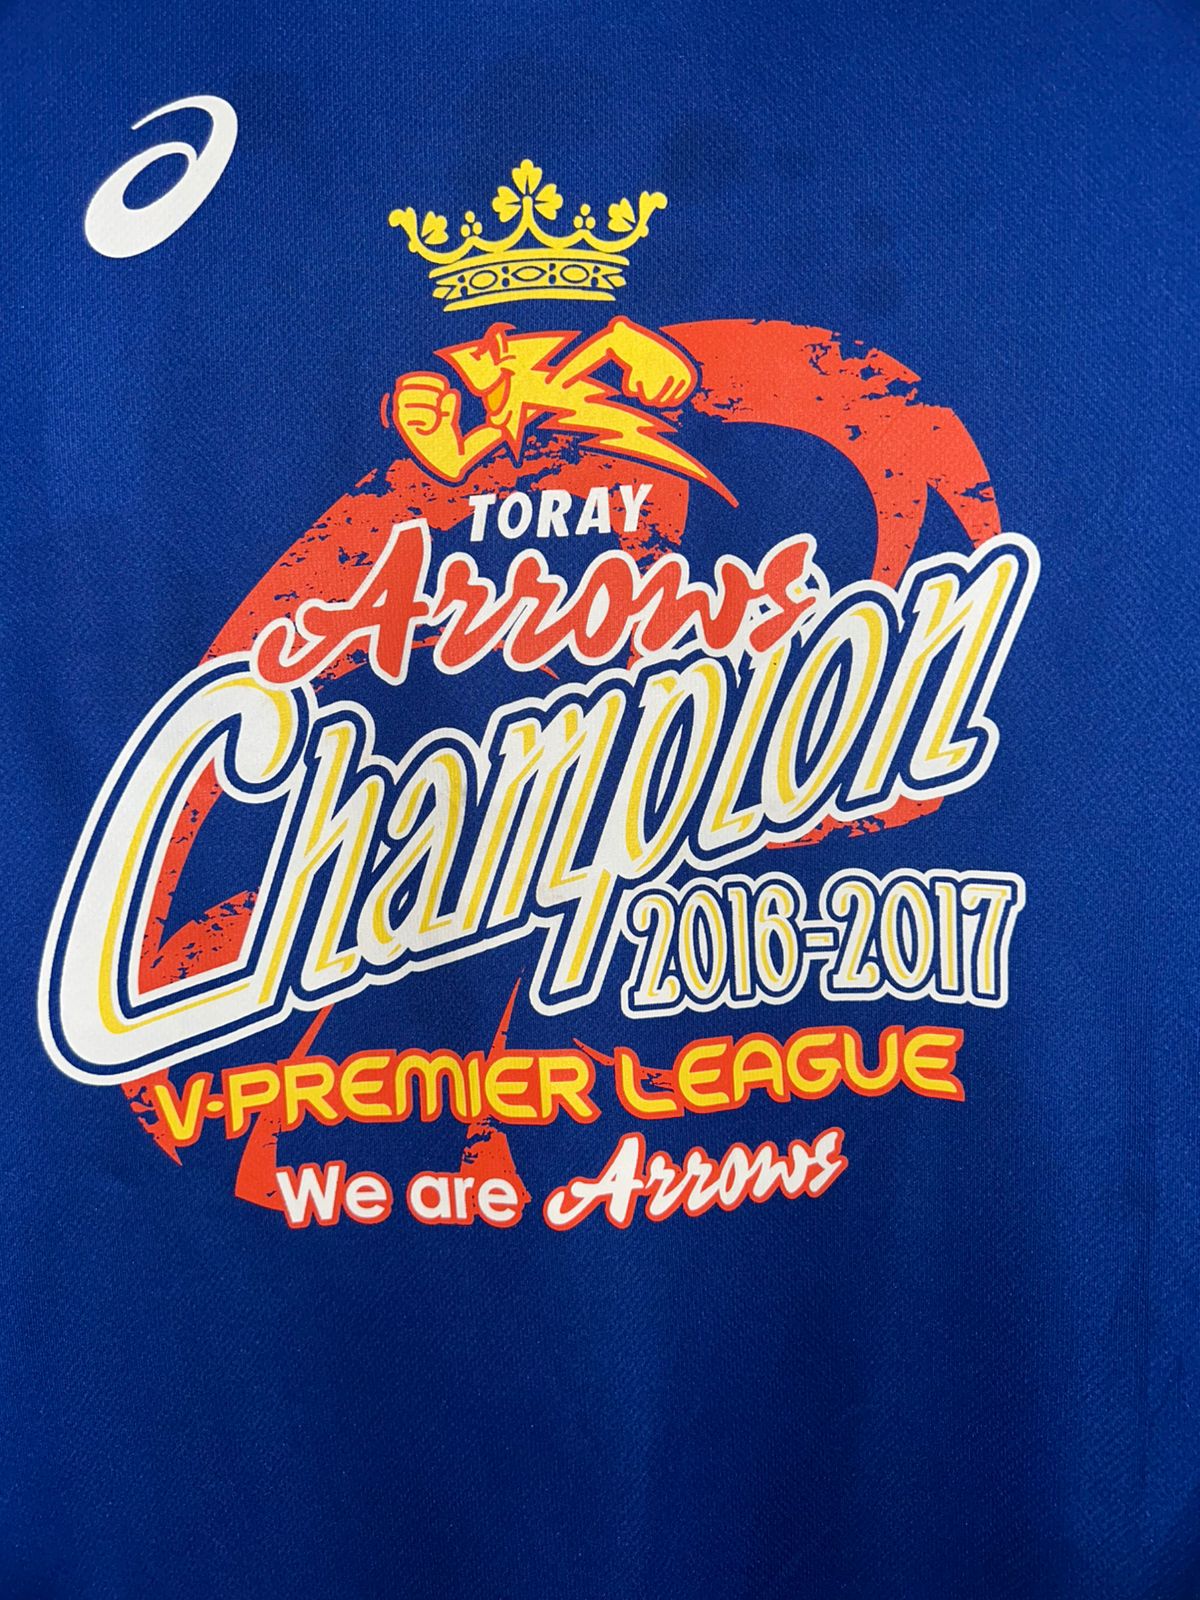 TORAY
Arrows
Champion
2016-2017
V·PREMIER LEAGUE
We are Arrows